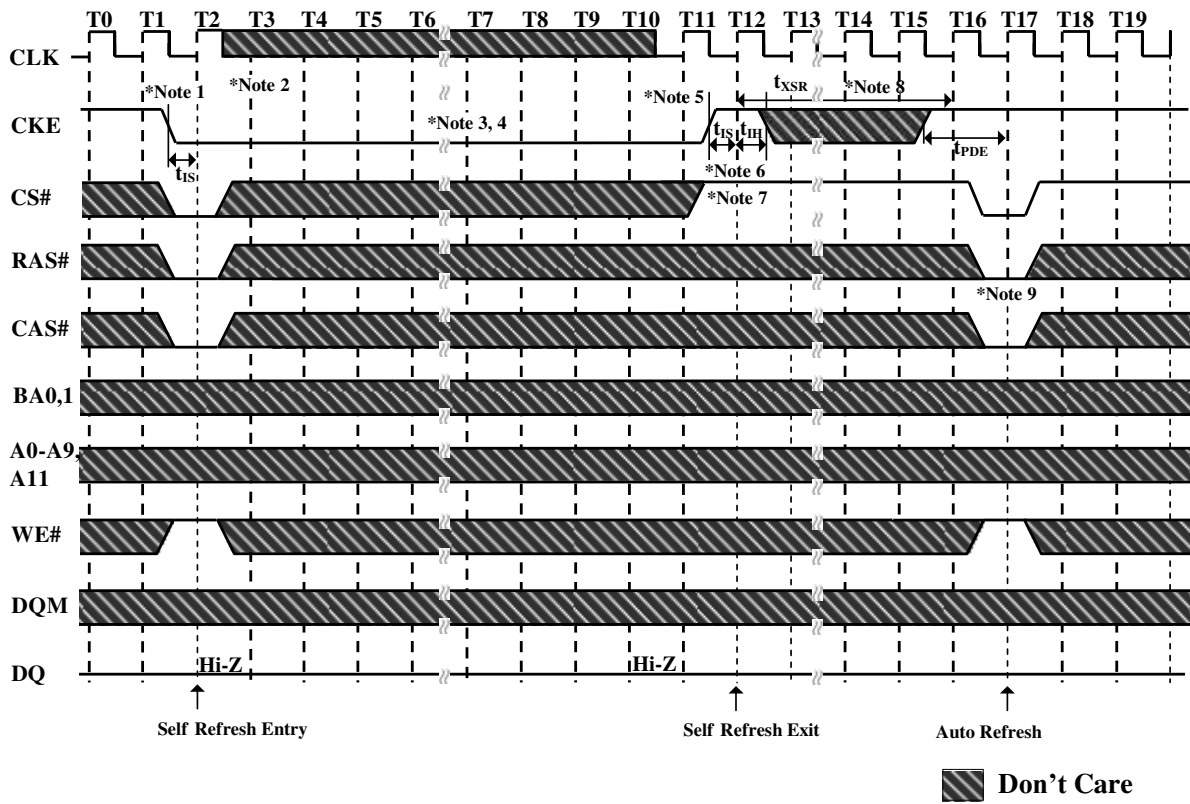 T0 T1 T2 T3 T4 T5 T6 T7 T8 T9 T10 T11 T12 T13 T14 T15 T16 T17 T18 T19
CLK
*Note 1 *Note 2 *Note 5 tXSR *Note 8
CKE *Note 3, 4 tIS tIH
tIS tPDE
*Note 6
CS# *Note 7
RAS#
*Note 9
CAS#
BA0,1
A0-A9,
A11
WE#
DQM
Hi-Z Hi-Z
DQ
Self Refresh Entry Self Refresh Exit Auto Refresh
Don't Care